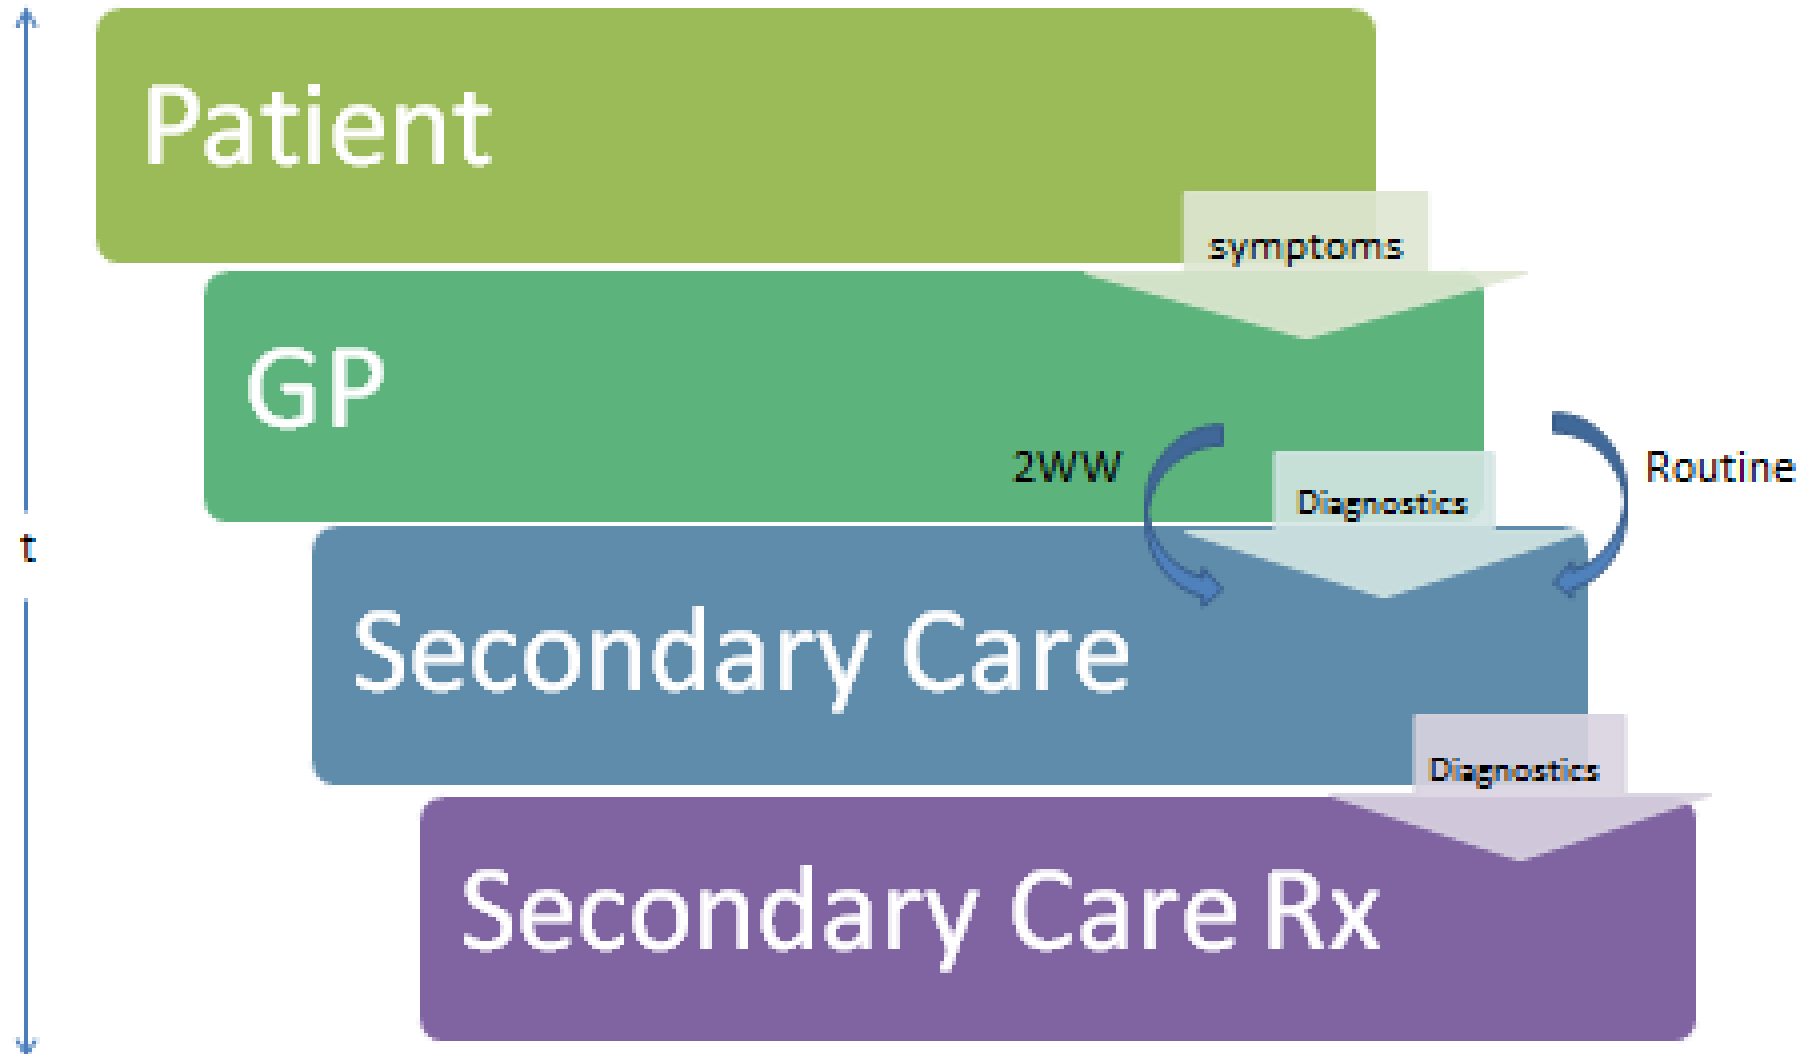 Patient
symptoms
GP
2WW
Routine
Diagnostics
t
Secondary Care
Diagnostics
Secondary Care Rx